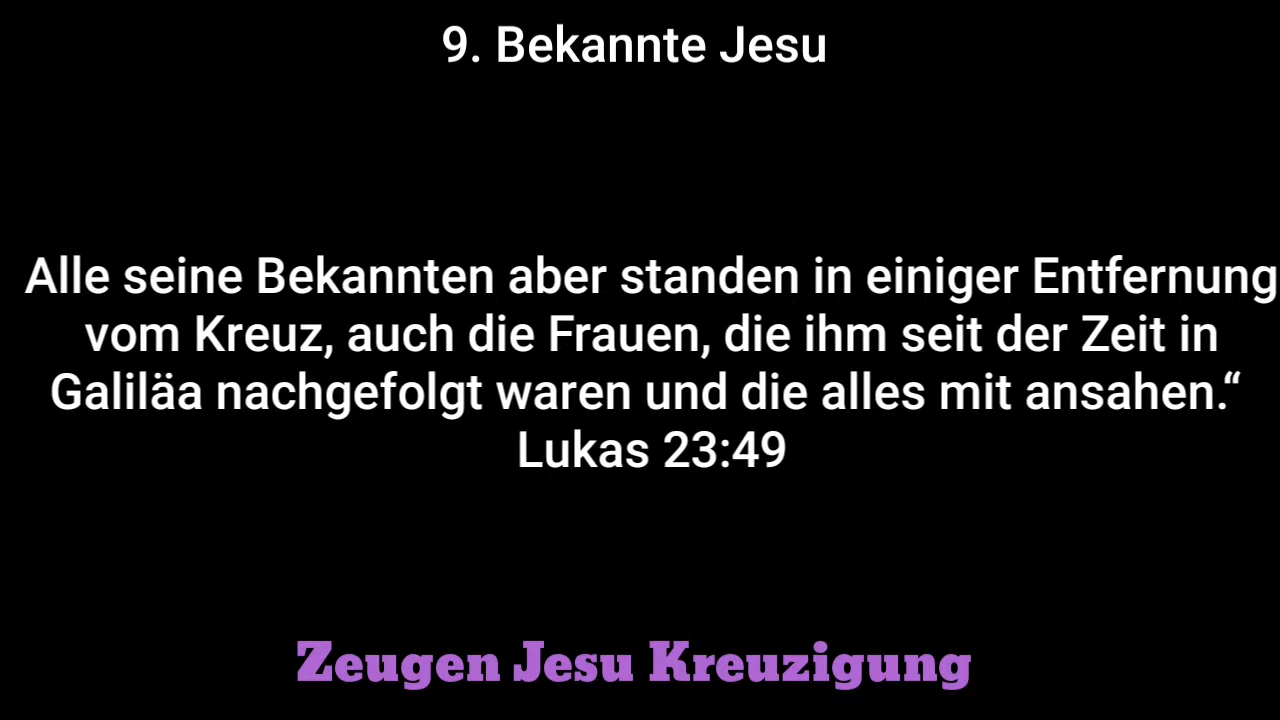 9. Bekannte Jesu
Alle seine Bekannten aber standen in einiger Entfernung
vom Kreuz, auch die Frauen, die ihm seit der Zeit in
Galiläa nachgefolgt waren und die alles mit ansahen.“
Lukas 23:49
Zeugen Jesu Kreuzigung